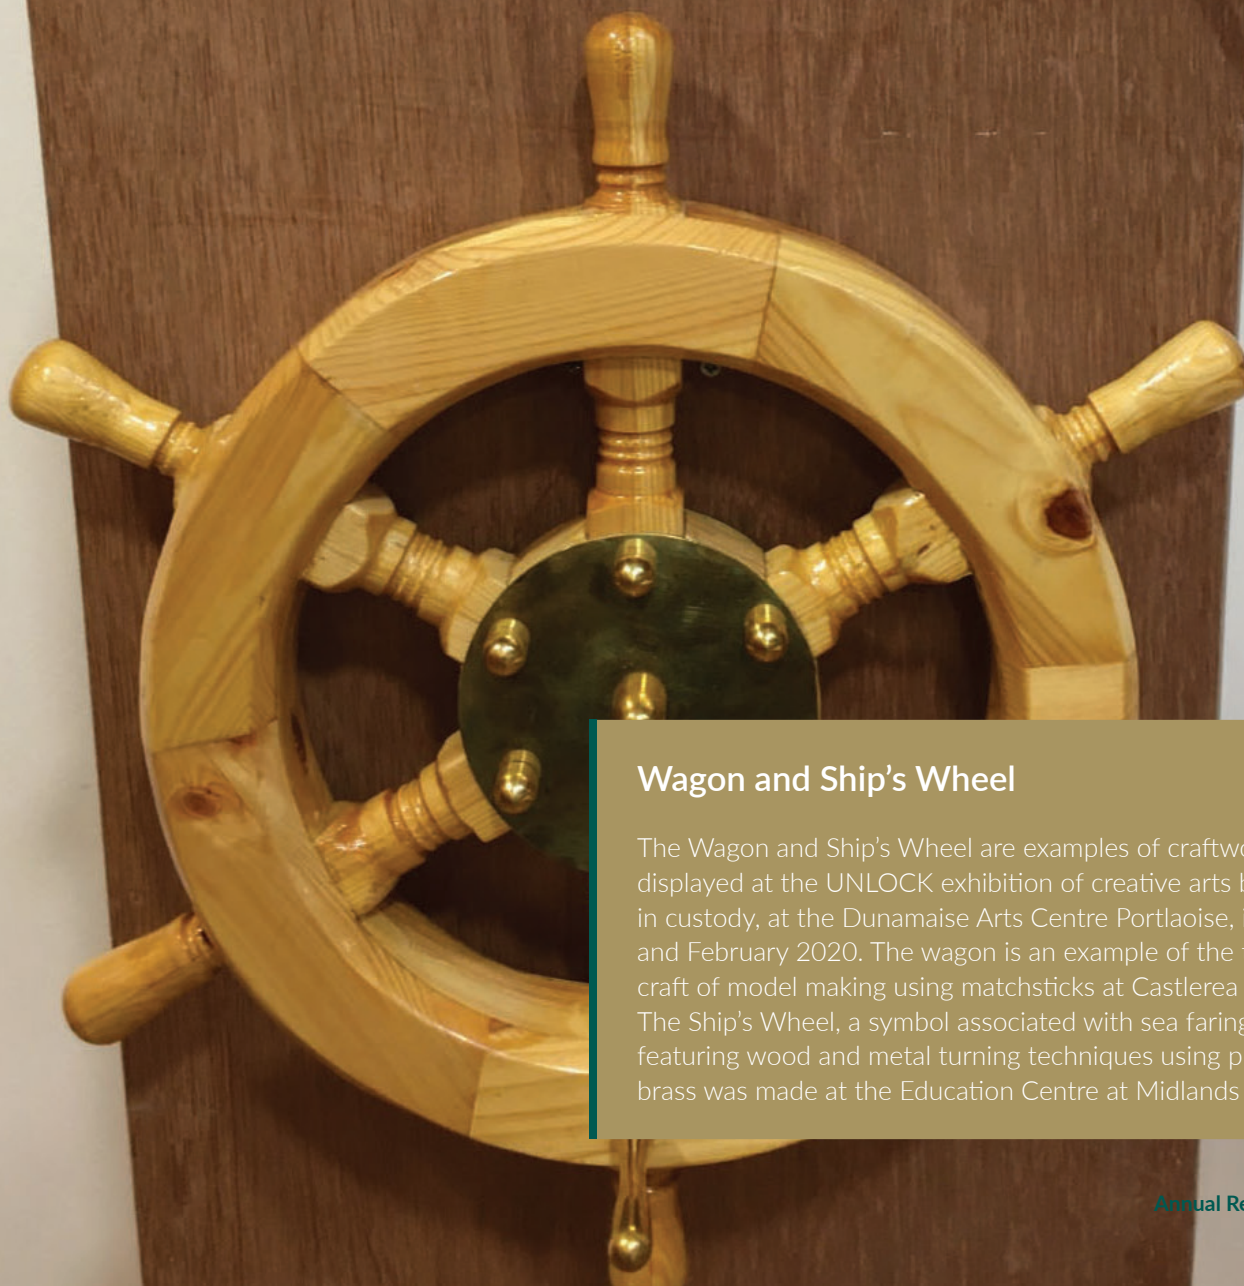 Wagon and Ship’s Wheel
The Wagon and Ship’s Wheel are examples of
displayed at the UNLOCK exhibition of creative arts
in custody, at the Dunamaise Arts Centre Portlaoise,
and February 2020. The wagon is an example of the
craft of model making using matchsticks at Castlerea
The Ship’s Wheel, a symbol associated with sea
featuring wood and metal turning techniques using
brass was made at the Education Centre at Midlands
Annual